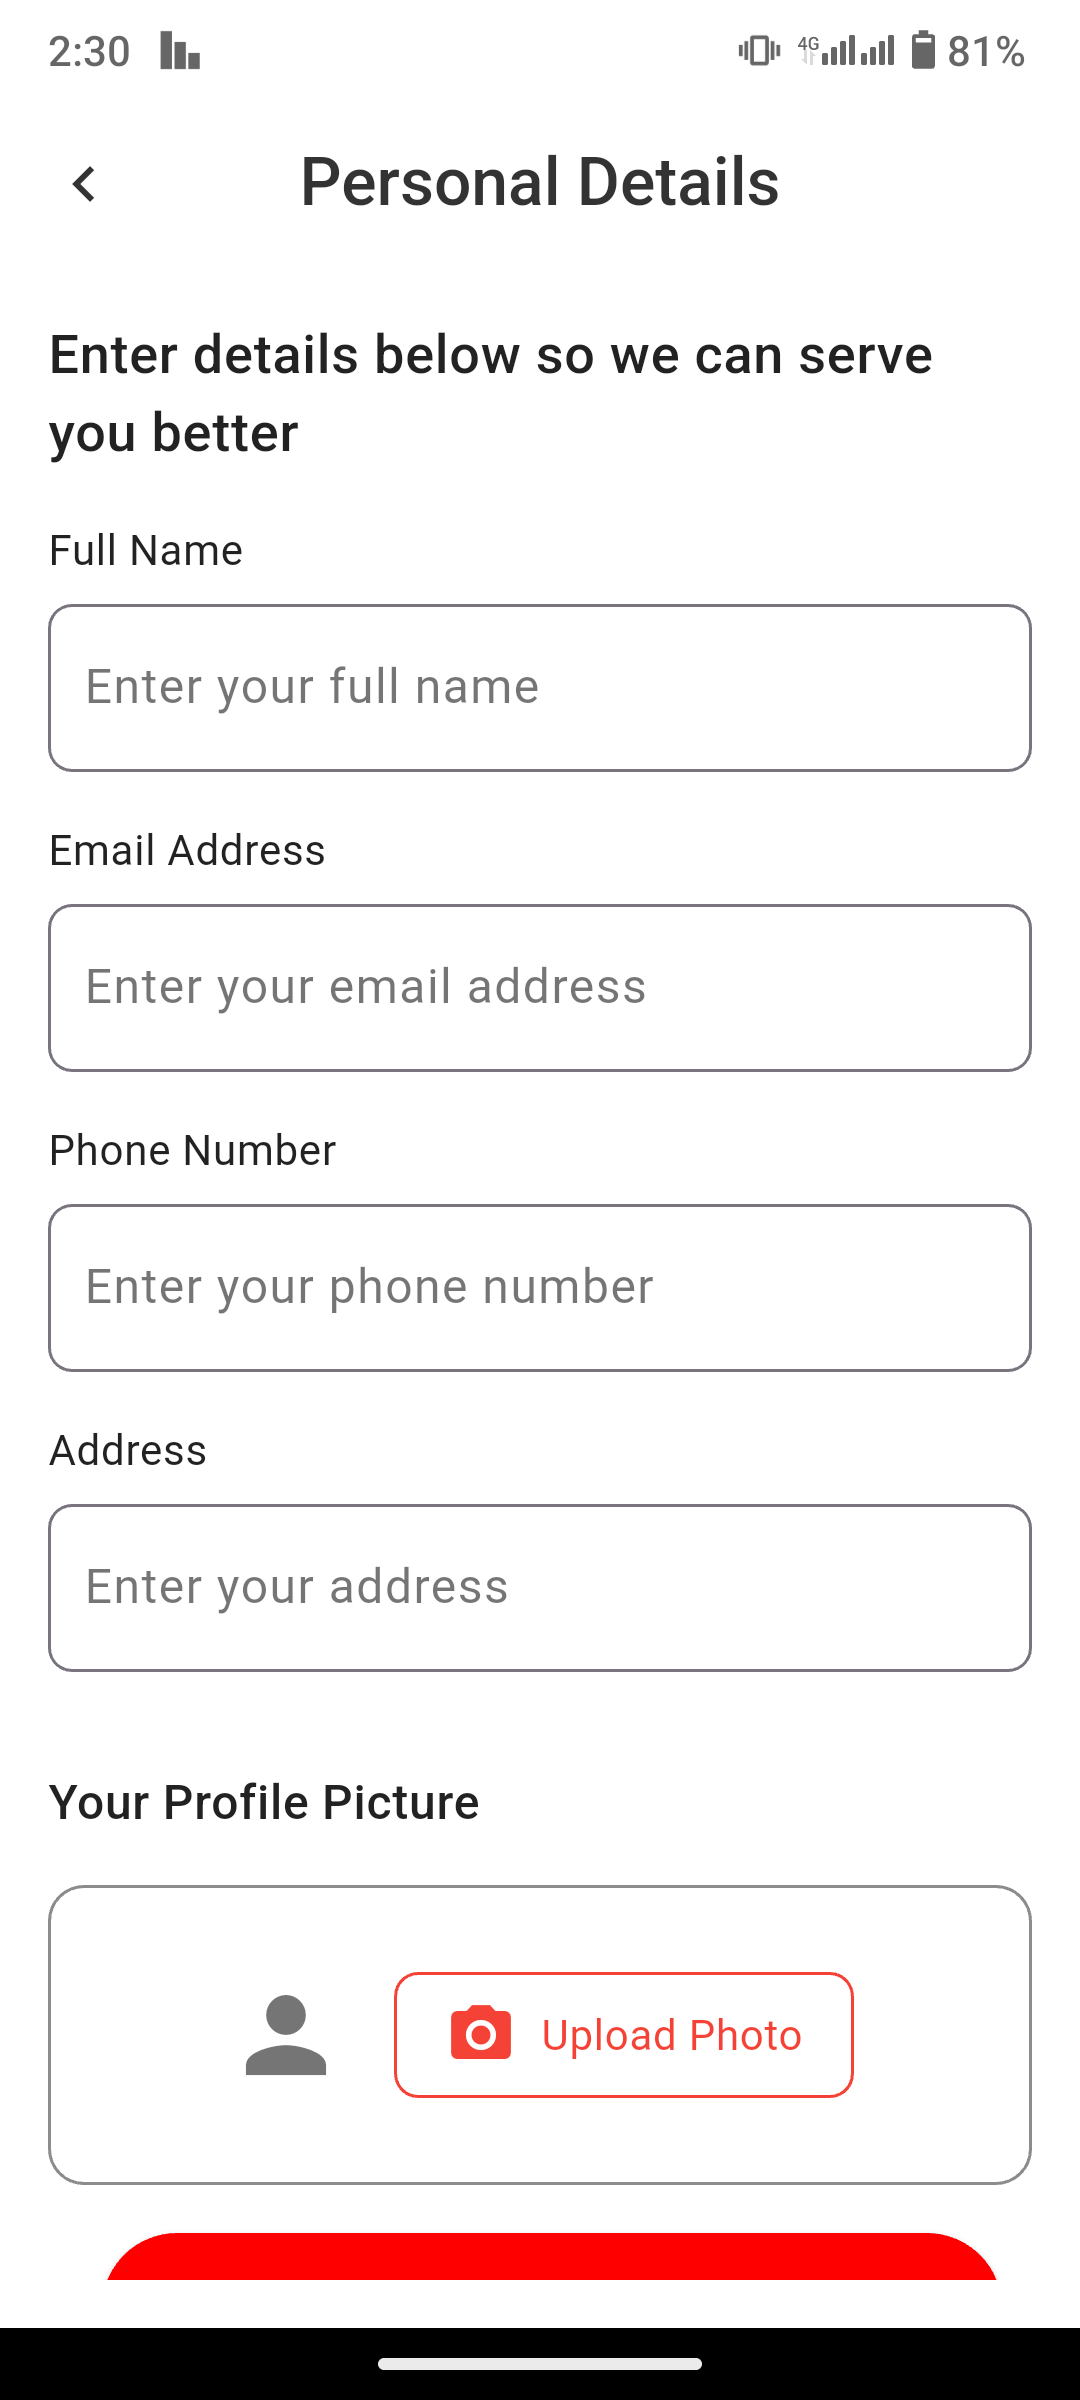 2:30
4G
81%
Personal Details
Enter details below so we can serve
you better
Full Name
Enter your full name
Email Address
Enter your email address
Phone Number
Enter your phone number
Address
Enter your address
Your Profile Picture
Upload Photo